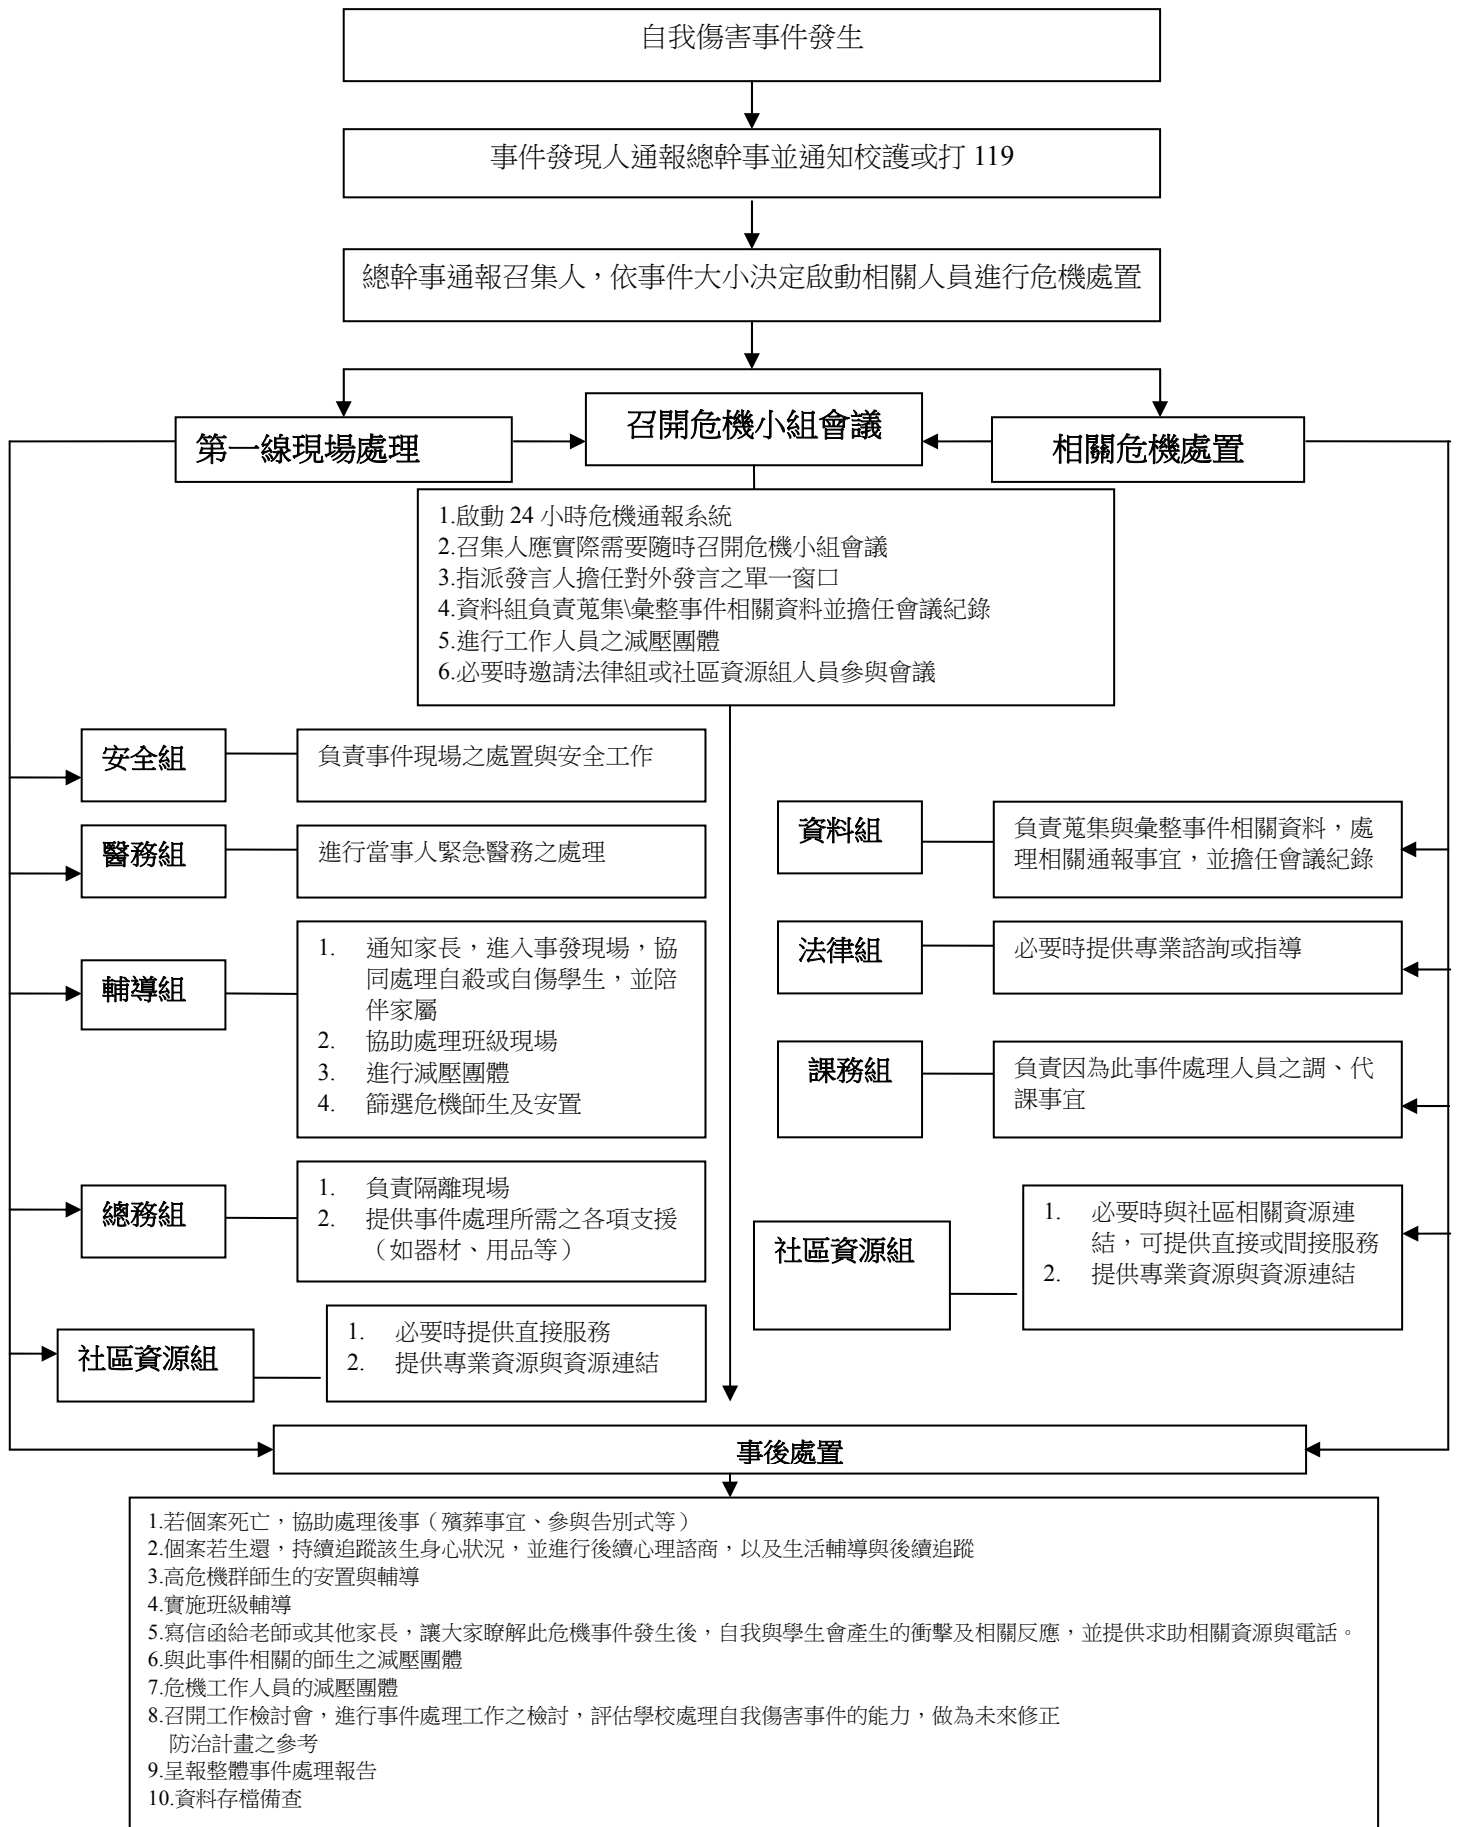 自我傷害事件發生
事件發現人通報總幹事並通知校護或打 119
總幹事通報召集人，依事件大小決定啟動相關人員進行危機處置
第一線現場處理
召開危機小組會議
相關危機處置
1.啟動 24 小時危機通報系統
2.召集人應實際需要隨時召開危機小組會議
3.指派發言人擔任對外發言之單一窗口
4.資料組負責蒐集\彙整事件相關資料並擔任會議紀錄
5.進行工作人員之減壓團體
6.必要時邀請法律組或社區資源組人員參與會議
安全組
負責事件現場之處置與安全工作
醫務組
進行當事人緊急醫務之處理
輔導組
1. 通知家長，進入事發現場，協
同處理自殺或自傷學生，並陪
伴家屬
2. 協助處理班級現場
3. 進行減壓團體
4. 篩選危機師生及安置
總務組
1. 負責隔離現場
2. 提供事件處理所需之各項支援
（如器材、用品等）
社區資源組
1. 必要時提供直接服務
2. 提供專業資源與資源連結
資料組
負責蒐集與彙整事件相關資料，處
理相關通報事宜，並擔任會議紀錄
法律組
必要時提供專業諮詢或指導
課務組
負責因為此事件處理人員之調、代
課事宜
社區資源組
1. 必要時與社區相關資源連
結，可提供直接或間接服務
2. 提供專業資源與資源連結
事後處置
1.若個案死亡，協助處理後事（殯葬事宜、參與告別式等）
2.個案若生還，持續追蹤該生身心狀況，並進行後續心理諮商，以及生活輔導與後續追蹤
3.高危機群師生的安置與輔導
4.實施班級輔導
5.寫信函給老師或其他家長，讓大家瞭解此危機事件發生後，自我與學生會產生的衝擊及相關反應，並提供求助相關資源與電話。
6.與此事件相關的師生之減壓團體
7.危機工作人員的減壓團體
8.召開工作檢討會，進行事件處理工作之檢討，評估學校處理自我傷害事件的能力，做為未來修正
防治計畫之參考
9.呈報整體事件處理報告
10.資料存檔備查